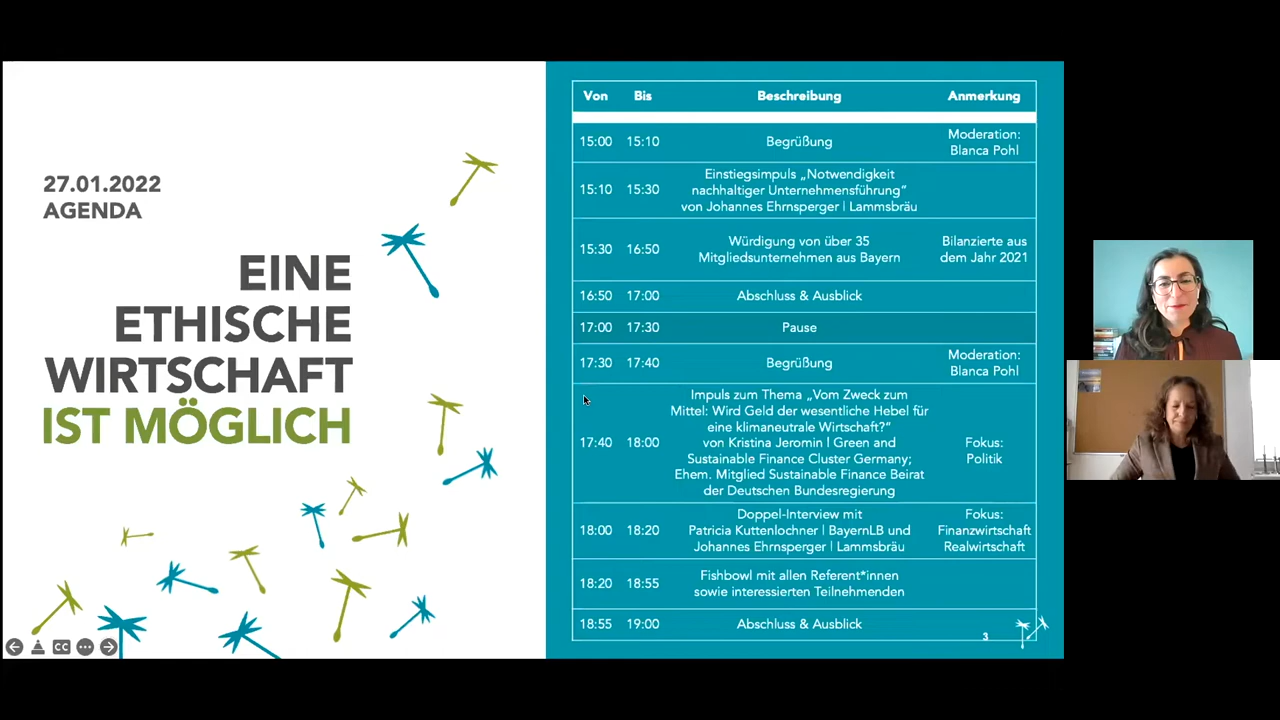 27.01.2022
AGENDA
EINE
ETHISCHE
WIRTSCHAFT
IST MÖGLICH
Von Bis Beschreibung Anmerkung
15:00 15:10 Begrüßung Moderation:
Blanca Pohl
15:10 15:30 Einstiegsimpuls „Notwendigkeit
nachhaltiger Unternehmensführung“
von Johannes Ehrnsperger | Lammsbräu
15:30 16:50 Würdigung von über 35
Mitgliedsunternehmen aus Bayern
Bilanzierte aus
dem Jahr 2021
16:50 17:00 Abschluss & Ausblick
17:00 17:30 Pause
17:30 17:40 Begrüßung Moderation:
Blanca Pohl
17:40 18:00 Impuls zum Thema „Vom Zweck zum
Mittel: Wird Geld der wesentliche Hebel für
eine klimaneutrale Wirtschaft?“
von Kristina Jeromin | Green and
Sustainable Finance Cluster Germany;
Ehem. Mitglied Sustainable Finance Beirat
der Deutschen Bundesregierung
Fokus:
Politik
18:00 18:20 Doppel-Interview mit
Patricia Kuttenlochner | BayernLB und
Johannes Ehrnsperger | Lammsbräu
Fokus:
Finanzwirtschaft
Realwirtschaft
18:20 18:55 Fishbowl mit allen Referent*innen
sowie interessierten Teilnehmenden
18:55 19:00 Abschluss & Ausblick
3
CC